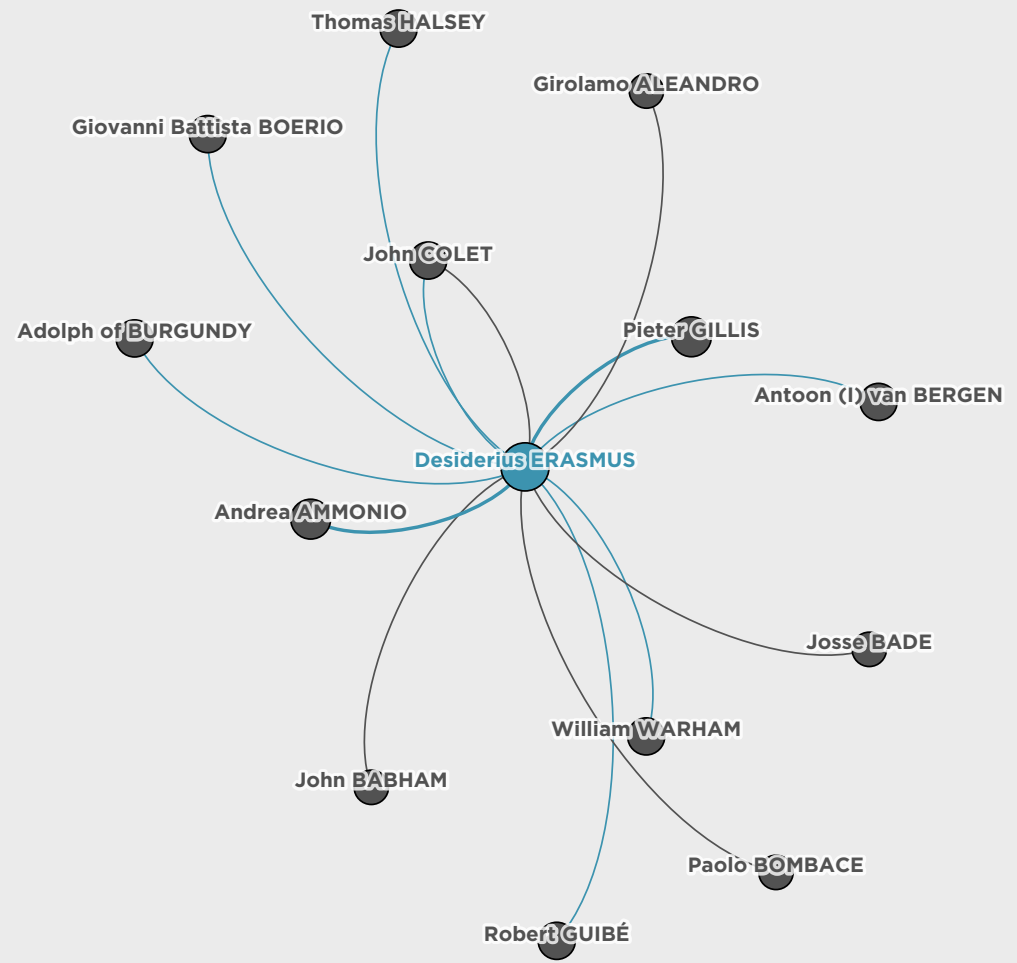 Thomas HALSEY
Girolamo ALEANDRO
Giovanni Battista BOERIO
John COLET
Adolph of BURGUNDY
Pieter GILLIS
Antoon (I) van BERGEN
Desiderius ERASMUS
Andrea AMMONIO
Josse BADE
William WARHAM
John BABHAM
Paolo BOMBACE
Robert GUIBÉ